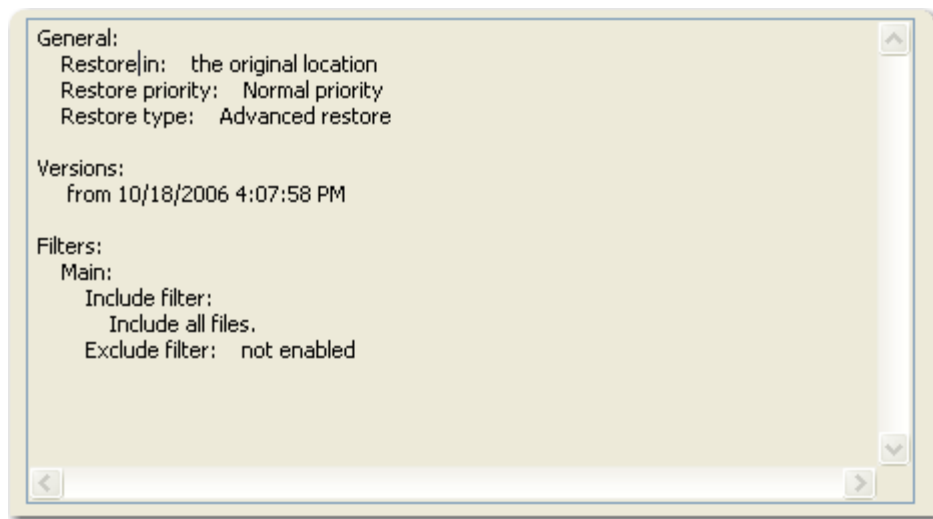 General:
Restore in: the original location
Restore priority: Normal priority
Restore type: Advanced restore
Versions:
from 10/18/2006 4:07:58 PM
Filters:
Main:
Include filter:
Include all files.
Exclude filter: not enabled